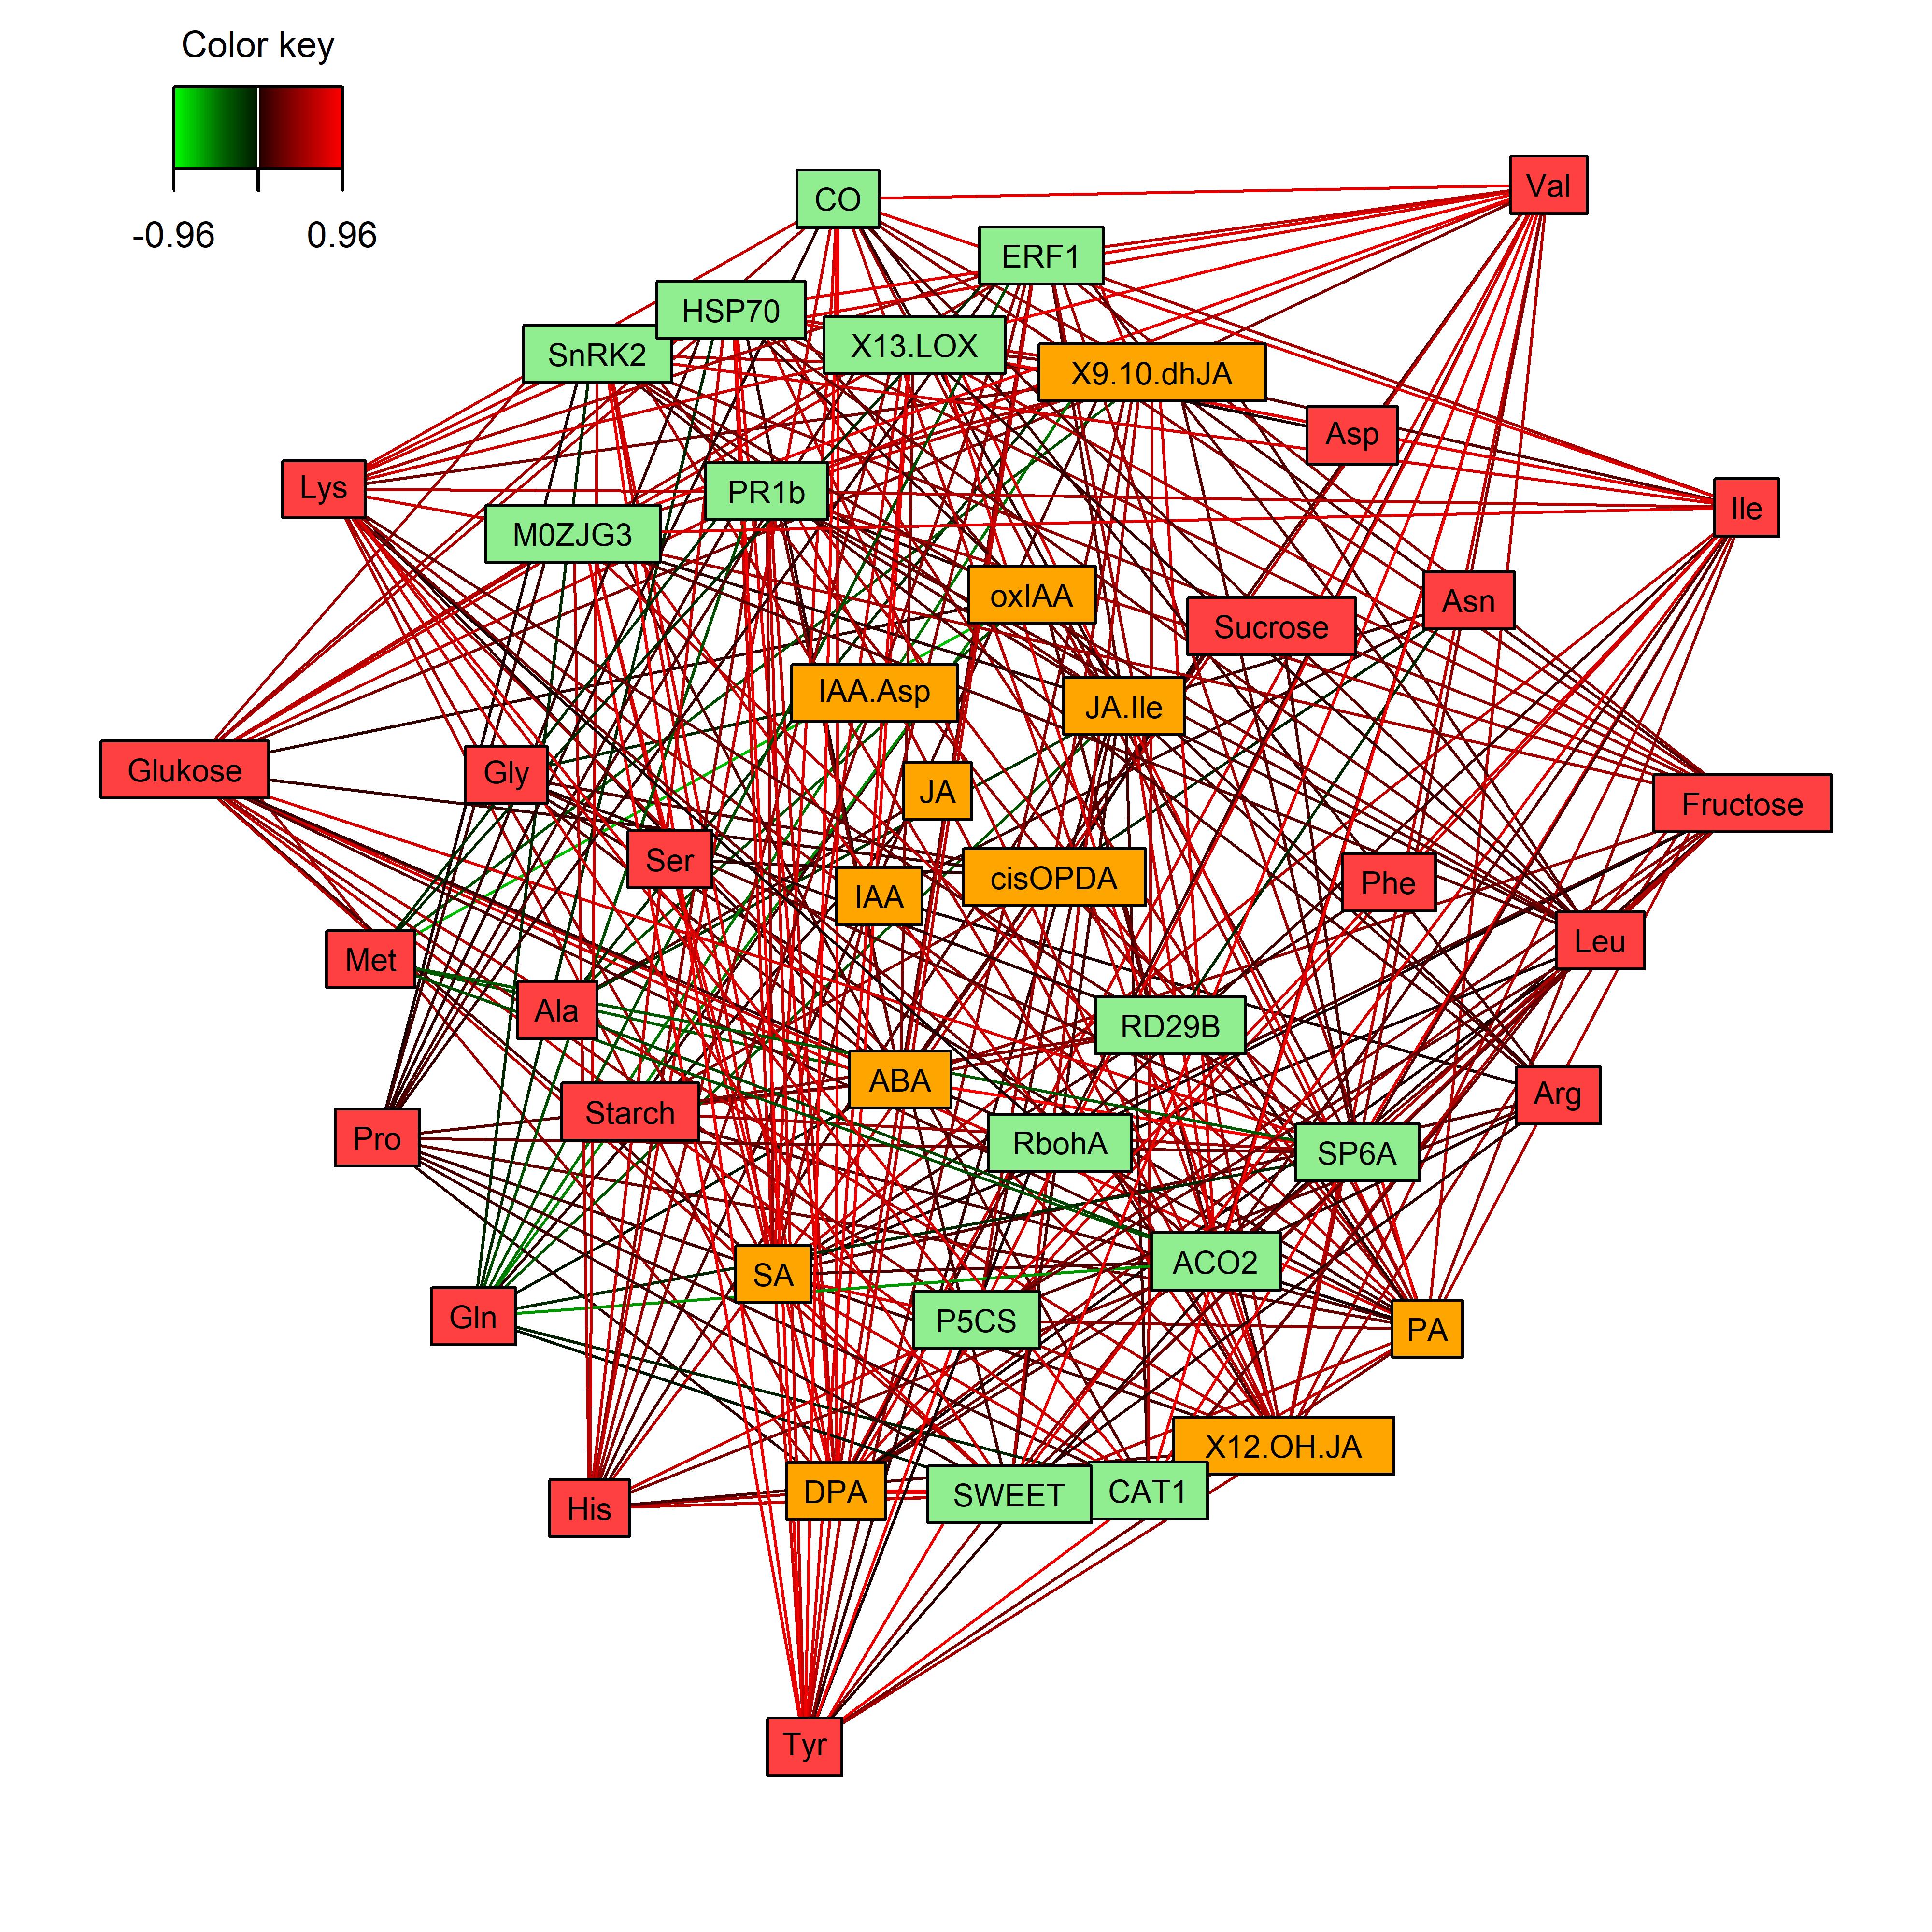 Color key
-0.96 0.96
Val
CO
ERF1
HSP70
X13.LOX
SnRK2
X9.10.dhJA
Asp
Lys
PR1b
Ile
M0ZJG3
oxIAA
Asn
Sucrose
IAA.Asp
JA.Ile
Glukose
Gly
JA
Fructose
Ser
cisOPDA
IAA
Phe
Leu
Met
Ala
RD29B
ABA
Arg
Starch
Pro
RbohA
SP6A
ACO2
SA
Gln
P5CS
PA
X12.OH.JA
DPA
SWEET
CAT1
His
Tyr